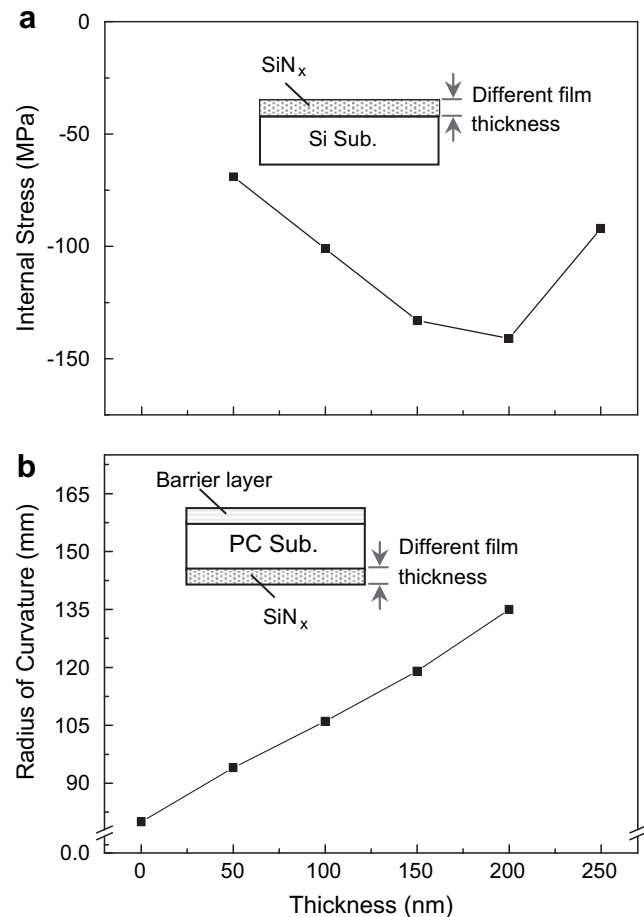 a
0
-50
-100
-150
Internal Stress (MPa)
SiNx
Si Sub.
Different film
thickness
b
165
150
135
120
105
90
0.0
Radius of Curvature (mm)
Barrier layer
PC Sub.
SiNx
Different film
thickness
0 50 100 150 200 250
Thickness (nm)